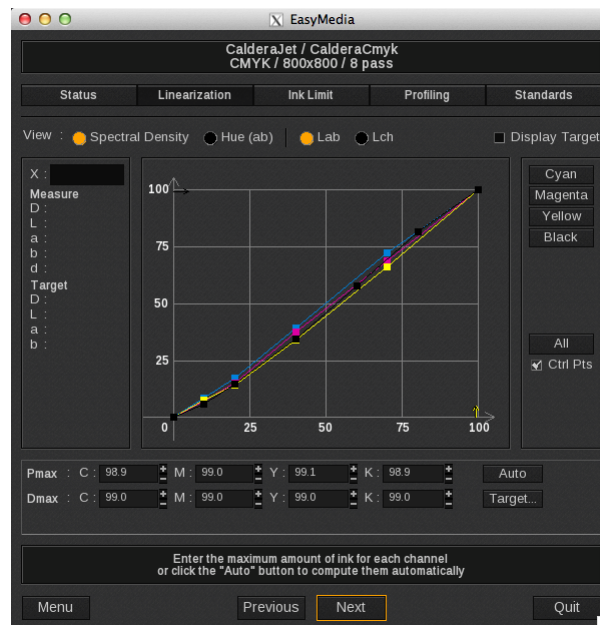 EasyMedia
CalderaJet / CalderaCmyk
CMYK / 800x800 / 8 pass
Status Linearization Ink Limit Profiling Standards
View : Spectral Density Hue (ab) Lab Lch Display Target
X :
Measure
D :
L :
a :
b :
d :
Target
D :
L :
a :
b :
100
75
50
25
0 25 50 75 100
Cyan
Magenta
Yellow
Black
All
Ctrl Pts
Pmax : C : 98.9 M : 99.0 Y : 99.1 K : 98.9 Auto
Dmax : C : 99.0 M : 99.0 Y : 99.0 K : 99.0 Target...
Enter the maximum amount of ink for each channel
or click the "Auto" button to compute them automatically
Menu Previous Next Quit